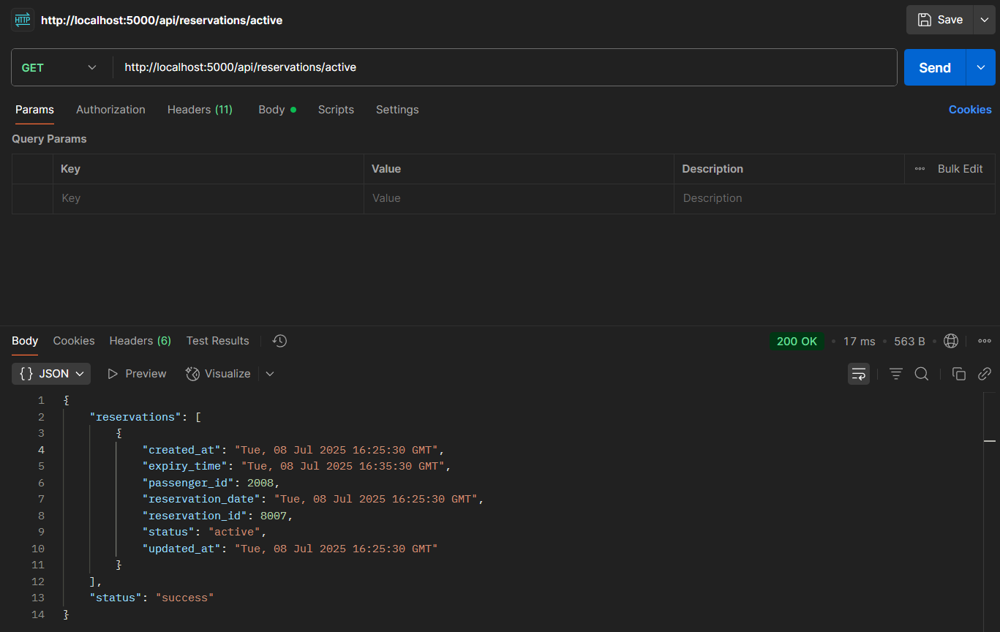 HTTP http://localhost:5000/api/reservations/active Save
GET http://localhost:5000/api/reservations/active Send
Params Authorization Headers (11) Body Scripts Settings Cookies
Query Params
Key Value Description Bulk Edit
Key Value Description
Body Cookies Headers (6) Test Results 200 OK • 17 ms • 563 B •
{} JSON Preview Visualize
1 {
2 "reservations": [
3 {
4 "created_at": "Tue, 08 Jul 2025 16:25:30 GMT",
5 "expiry_time": "Tue, 08 Jul 2025 16:35:30 GMT",
6 "passenger_id": 2008,
7 "reservation_date": "Tue, 08 Jul 2025 16:25:30 GMT",
8 "reservation_id": 8007,
9 "status": "active",
10 "updated_at": "Tue, 08 Jul 2025 16:25:30 GMT"
11 }
12 ],
13 "status": "success"
14 }